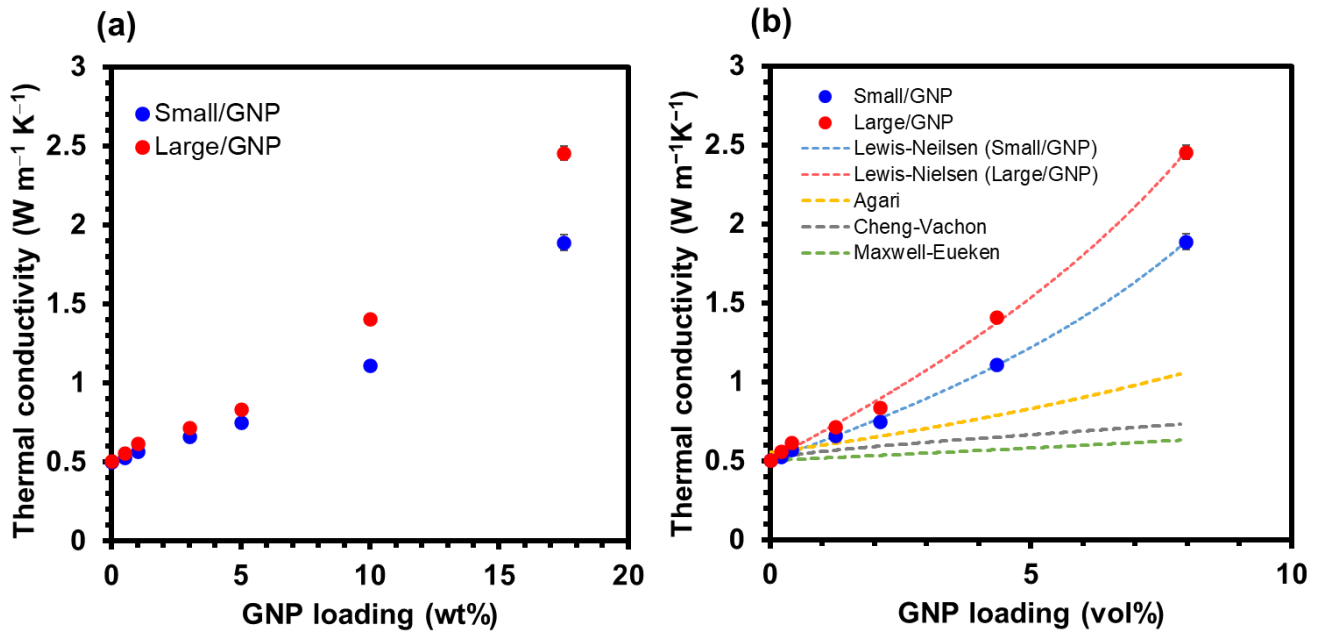 (a)
Thermal conductivity (W m⁻¹ K⁻¹)
3
2.5
2
1.5
1
0.5
0
Small/GNP
Large/GNP
0
5
10
15
20
GNP loading (wt%)
(b)
Thermal conductivity (W m⁻¹K⁻¹)
3
2.5
2
1.5
1
0.5
0
Small/GNP
Large/GNP
Lewis-Neilsen (Small/GNP)
Lewis-Nielsen (Large/GNP)
Agari
Cheng-Vachon
Maxwell-Eueken
0
5
10
GNP loading (vol%)